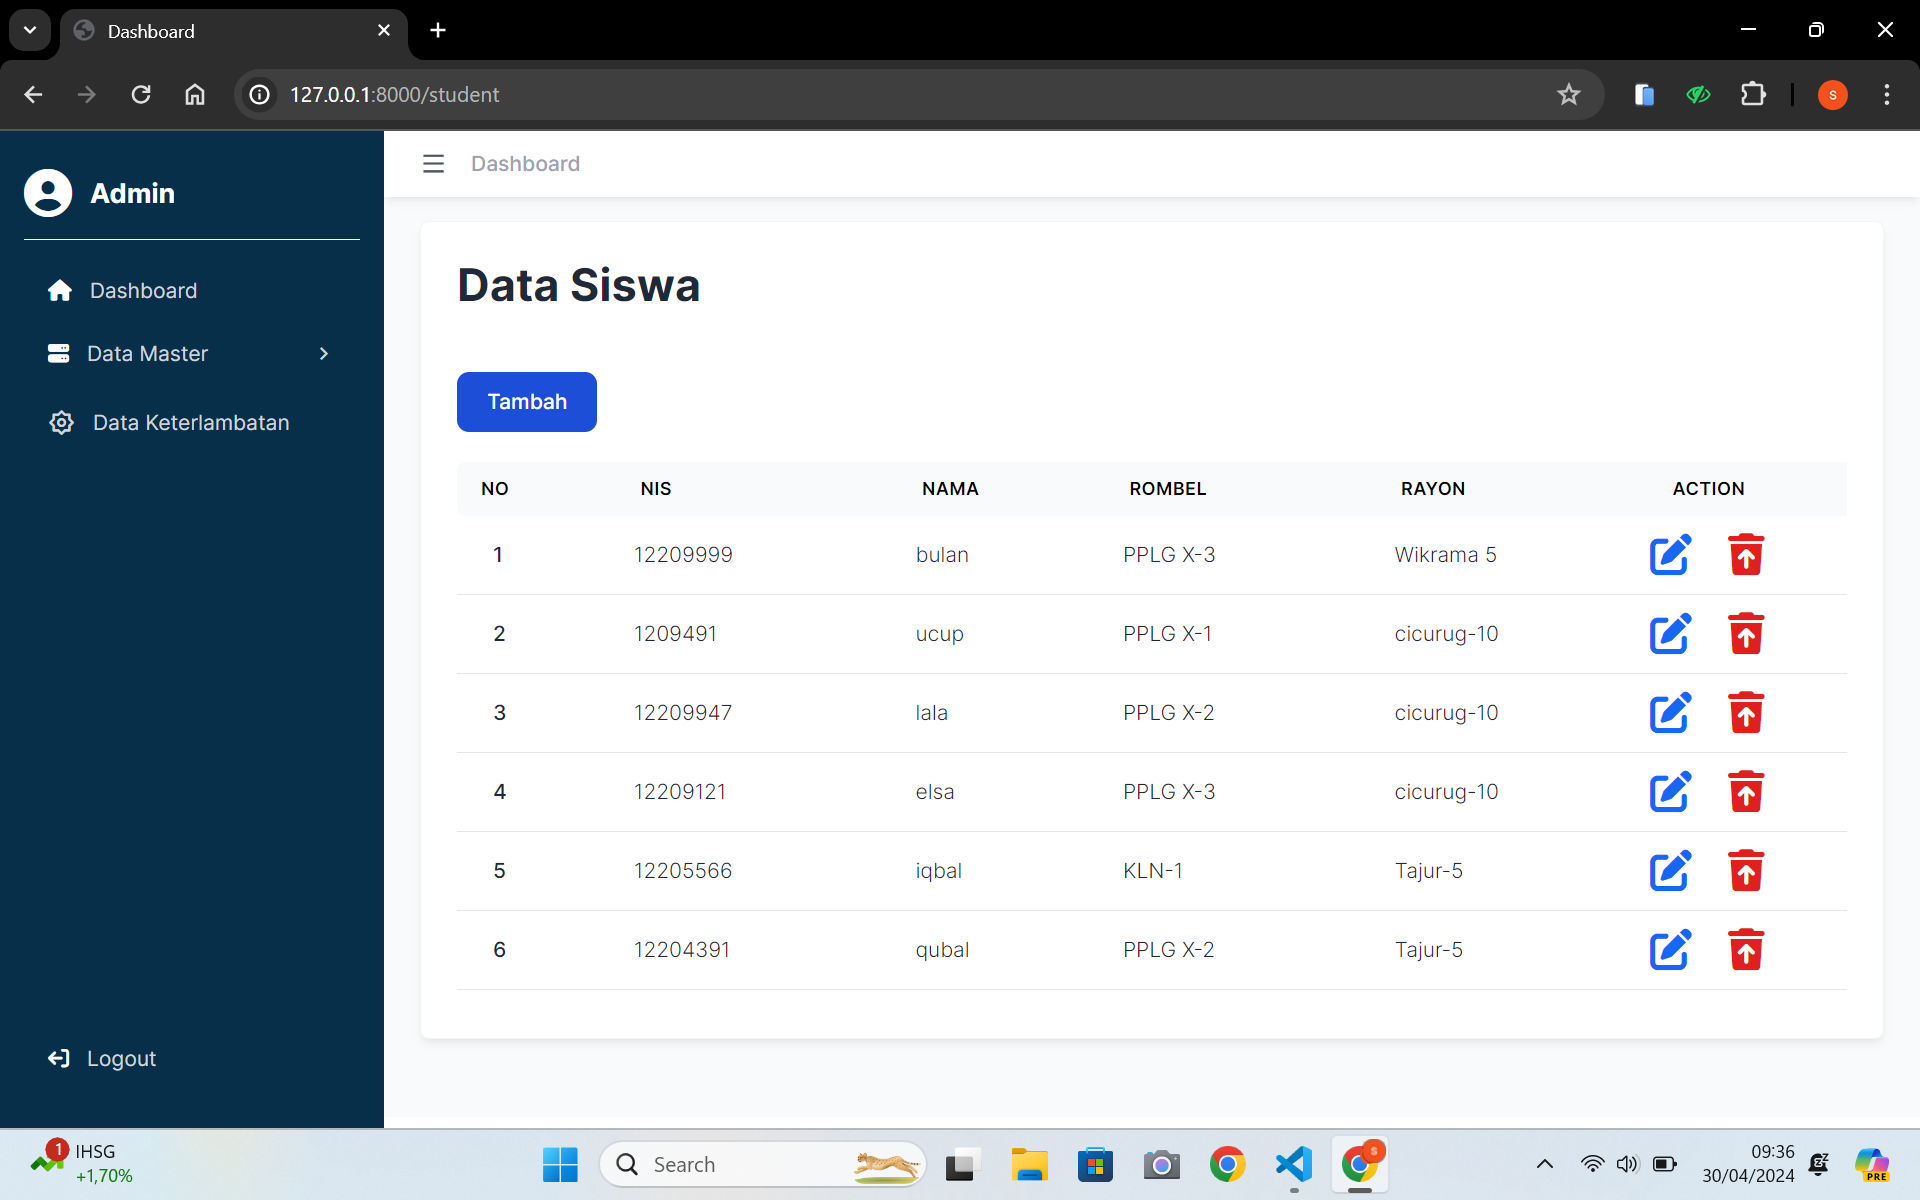 Dashboard
127.0.0.1:8000/student
S
Admin
Dashboard
Data Master
Data Keterlambatan
Logout
Dashboard
Data Siswa
Tambah
NO NIS NAMA ROMBEL RAYON ACTION
1 12209999 bulan PPLG X-3 Wikrama 5
2 1209491 ucup PPLG X-1 cicurug-10
3 12209947 lala PPLG X-2 cicurug-10
4 12209121 elsa PPLG X-3 cicurug-10
5 12205566 iqbal KLN-1 Tajur-5
6 12204391 qubal PPLG X-2 Tajur-5
1
IHSG
+1,70%
Search
S
09:36
30/04/2024
PRE